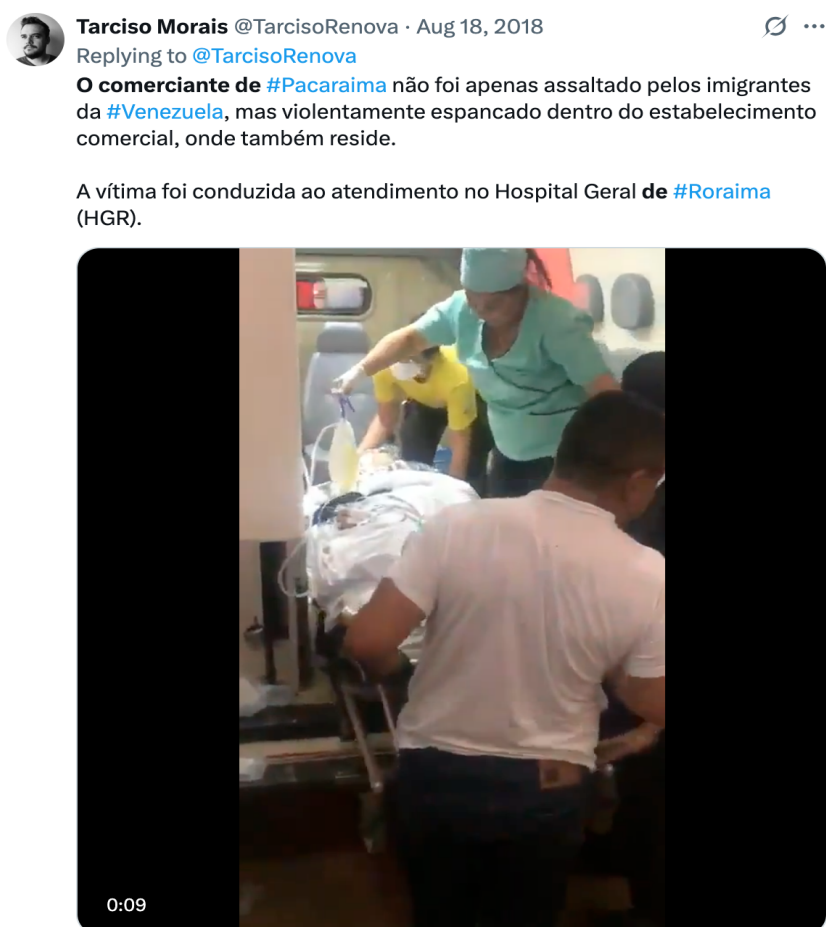 Tarciso Morais @TarcisoRenova · Aug 18, 2018
Replying to @TarcisoRenova
O comerciante de #Pacaraima não foi apenas assaltado pelos imigrantes
da #Venezuela, mas violentamente espancado dentro do estabelecimento
comercial, onde também reside.
A vítima foi conduzida ao atendimento no Hospital Geral de #Roraima
(HGR).
0:09